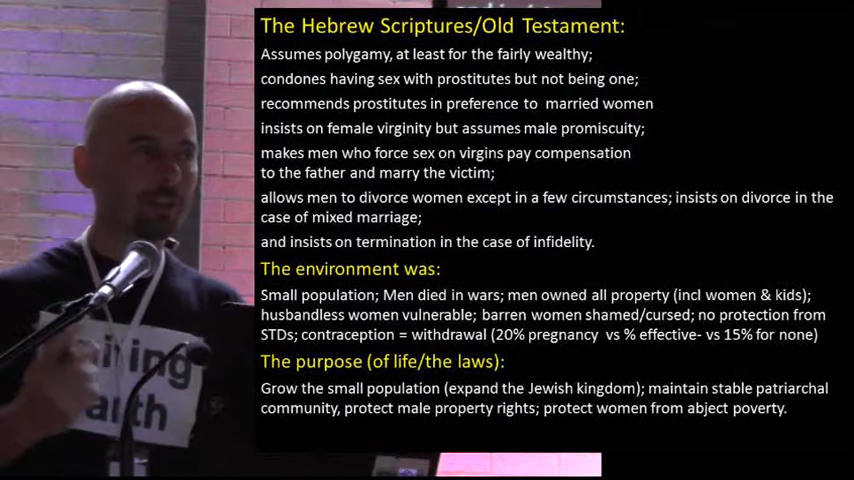 The Hebrew Scriptures/Old Testament:
Assumes polygamy, at least for the fairly wealthy;
condones having sex with prostitutes but not being one;
recommends prostitutes in preference to married women
insists on female virginity but assumes male promiscuity;
makes men who force sex on virgins pay compensation
to the father and marry the victim;
allows men to divorce women except in a few circumstances; insists on divorce in the
case of mixed marriage;
and insists on termination in the case of infidelity.
The environment was:
Small population; Men died in wars; men owned all property (incl women & kids);
husbandless women vulnerable; barren women shamed/cursed; no protection from
STDs; contraception = withdrawal (20% pregnancy vs % effective- vs 15% for none)
The purpose (of life/the laws):
Grow the small population (expand the Jewish kingdom); maintain stable patriarchal
community, protect male property rights; protect women from abject poverty.